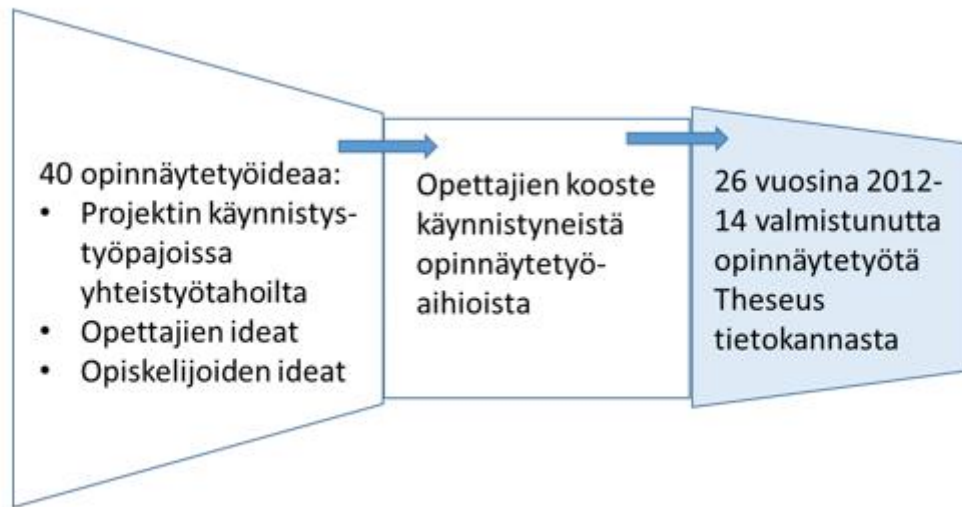 40 opinnäytetyöideaa:
• Projektin käynnistys-
työpajoissa
yhteistyötahoilta
• Opettajien ideat
• Opiskelijoiden ideat
Opettajien kooste
käynnistyneistä
opinnäytetyö-
aihioista
26 vuosina 2012-
14 valmistunutta
opinnäytetyötä
Theseus
tietokannasta